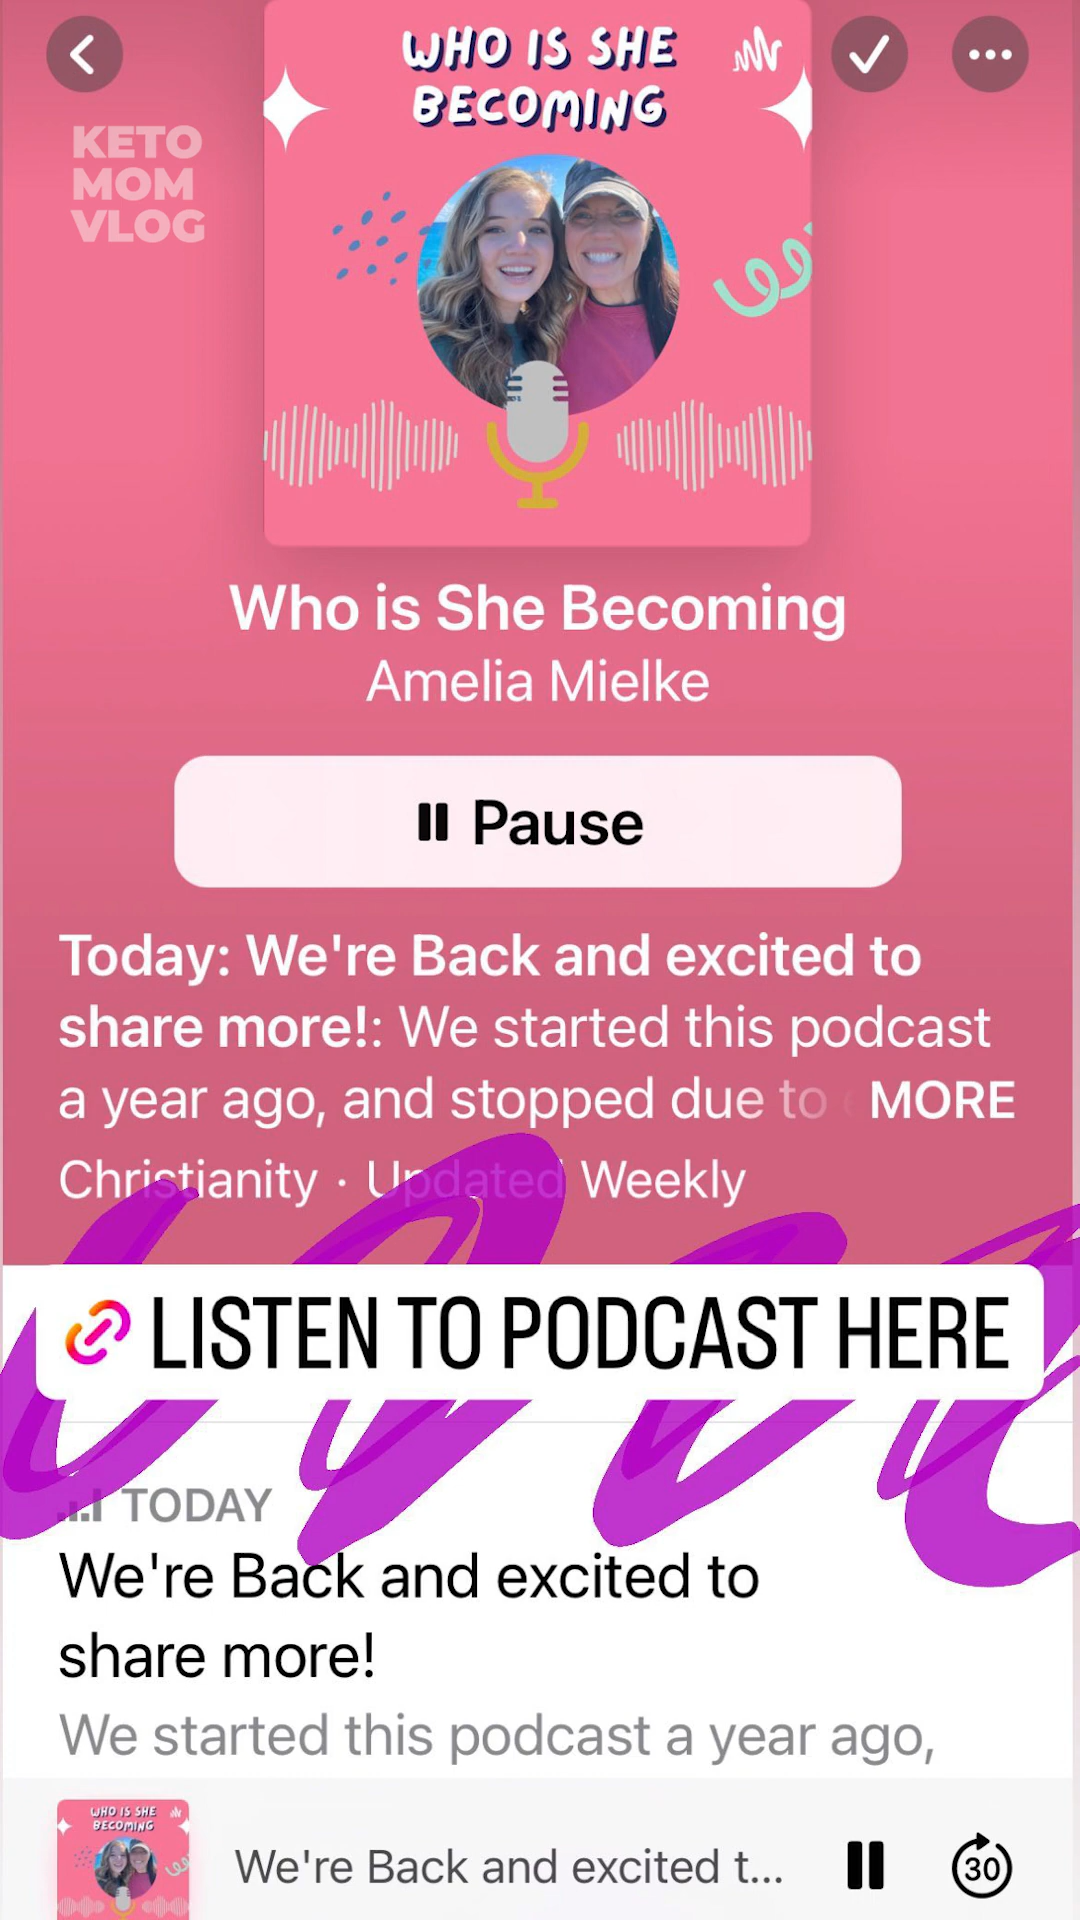 WHO IS SHE
BECOMING
KETO
MOM
VLOG
Who is She Becoming
Amelia Mielke
Pause
Today: We're Back and excited to
share more!: We started this podcast
a year ago, and stopped due to
MORE
Christianity · Updated Weekly
LISTEN TO PODCAST HERE
TODAY
We're Back and excited to
share more!
We started this podcast a year ago,
WHO IS SHE
BECOMING
We're Back and excited t...
30